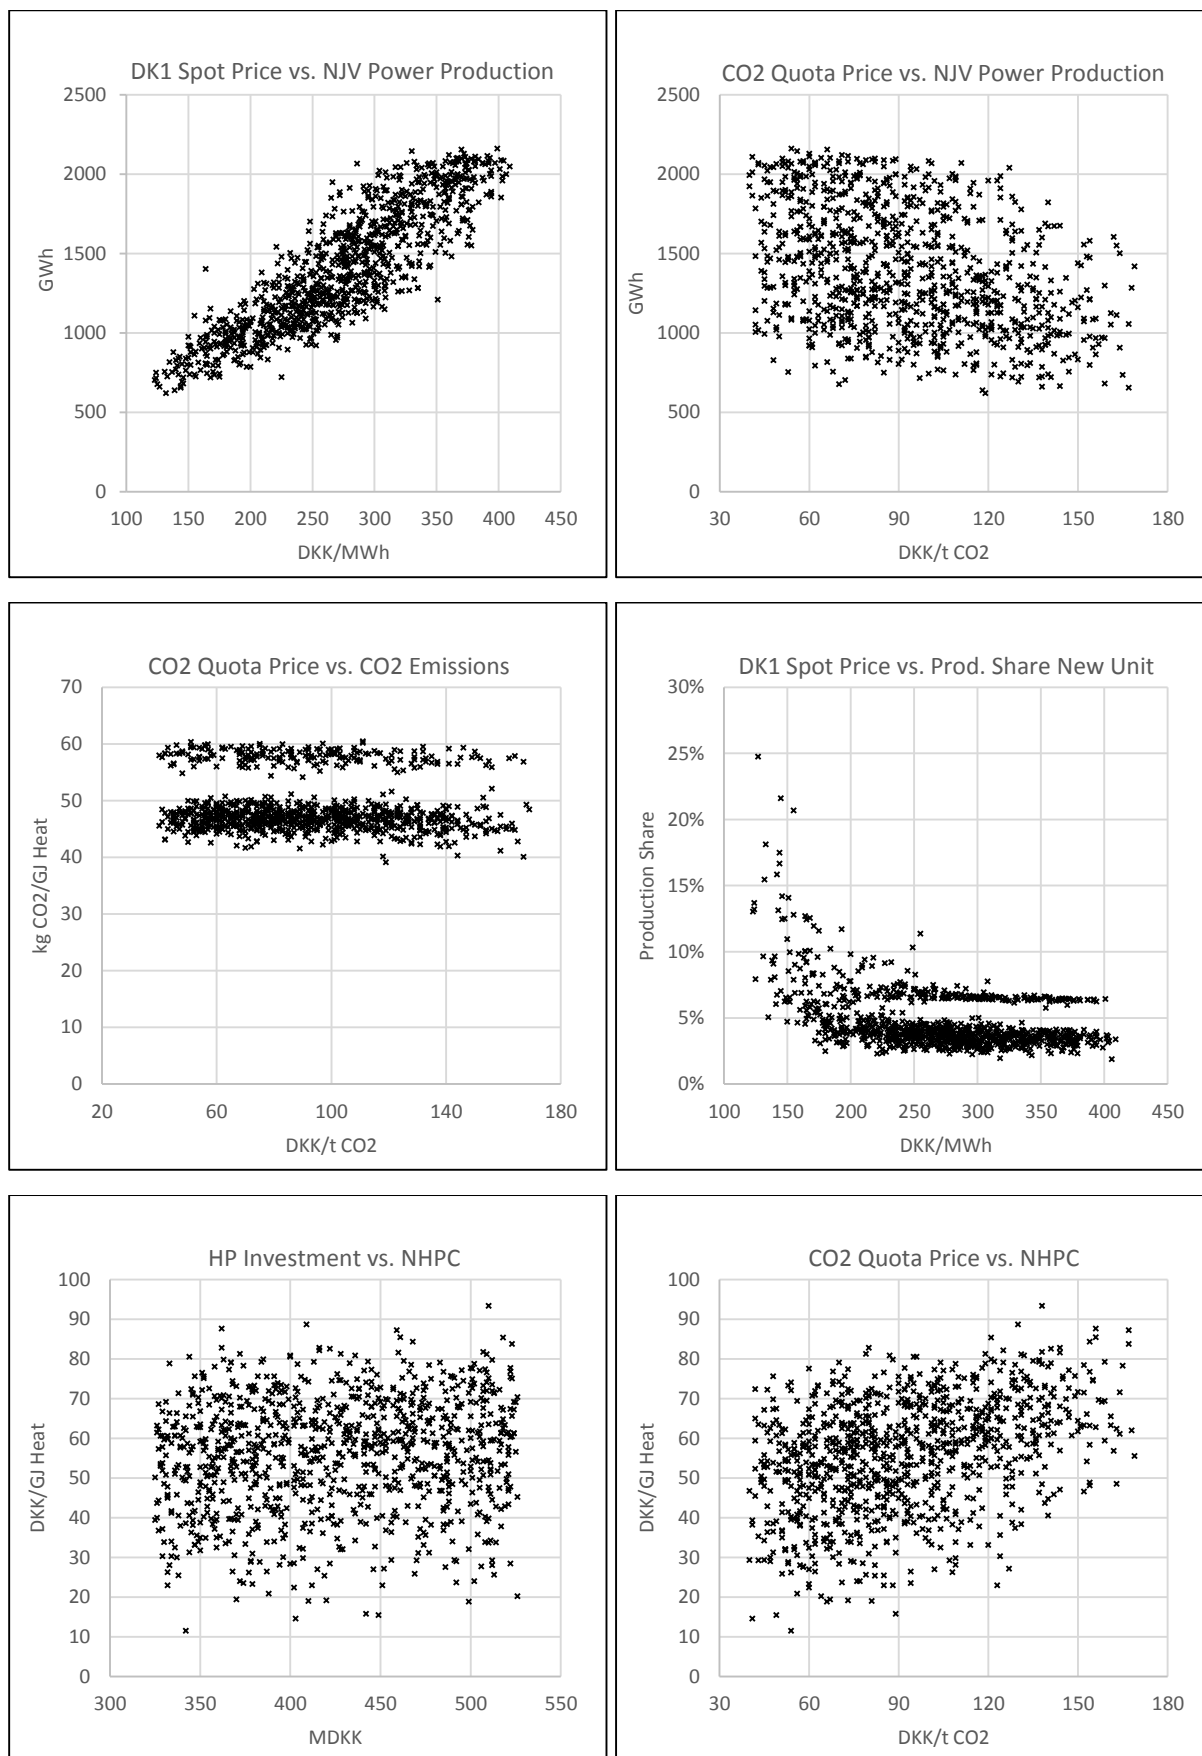 DK1 Spot Price vs. NJV Power Production
2500
2000
1500
1000
500
0
GWh
100 150 200 250 300 350 400 450
DKK/MWh
CO2 Quota Price vs. NJV Power Production
2500
2000
1500
1000
500
0
GWh
30 60 90 120 150 180
DKK/t CO2
CO2 Quota Price vs. CO2 Emissions
70
60
50
40
30
20
10
0
kg CO2/GJ Heat
20 60 100 140 180
DKK/t CO2
DK1 Spot Price vs. Prod. Share New Unit
30%
25%
20%
15%
10%
5%
0%
Production Share
100 150 200 250 300 350 400 450
DKK/MWh
HP Investment vs. NHPC
100
90
80
70
60
50
40
30
20
10
0
DKK/GJ Heat
300 350 400 450 500 550
MDKK
CO2 Quota Price vs. NHPC
100
90
80
70
60
50
40
30
20
10
0
DKK/GJ Heat
30 60 90 120 150 180
DKK/t CO2